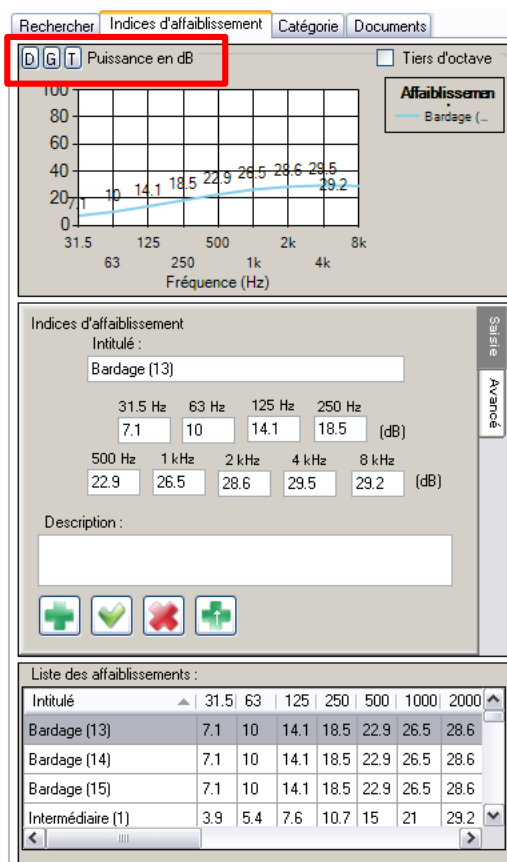 Rechercher Indices d'affaiblissement Catégorie Documents
D G T Puissance en dB Tiers d'octave
100
80
60
40
20
0
7.1 10 14.1 18.5 22.9 26.5 28.6 29.5 29.2
31.5 125 500 2k 8k
63 250 1k 4k
Fréquence (Hz)
Affaiblissemen
Bardage (...
Indices d'affaiblissement
Intitulé :
Bardage (13)
31.5 Hz 63 Hz 125 Hz 250 Hz
7.1 10 14.1 18.5 (dB)
500 Hz 1 kHz 2 kHz 4 kHz 8 kHz
22.9 26.5 28.6 29.5 29.2 (dB)
Description :
Saisie
Avancé
Liste des affaiblissements :
Intitulé 31.5 63 125 250 500 1000 2000
Bardage (13) 7.1 10 14.1 18.5 22.9 26.5 28.6
Bardage (14) 7.1 10 14.1 18.5 22.9 26.5 28.6
Bardage (15) 7.1 10 14.1 18.5 22.9 26.5 28.6
Intermédiaire (1) 3.9 5.4 7.6 10.7 15 21 29.2